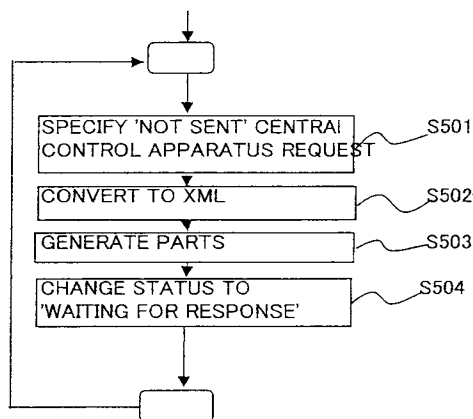 SPECIFY 'NOT SENT' CENTRAL
CONTROL APPARATUS REQUEST
S501
CONVERT TO XML
S502
GENERATE PARTS
S503
CHANGE STATUS TO
'WAITING FOR RESPONSE'
S504